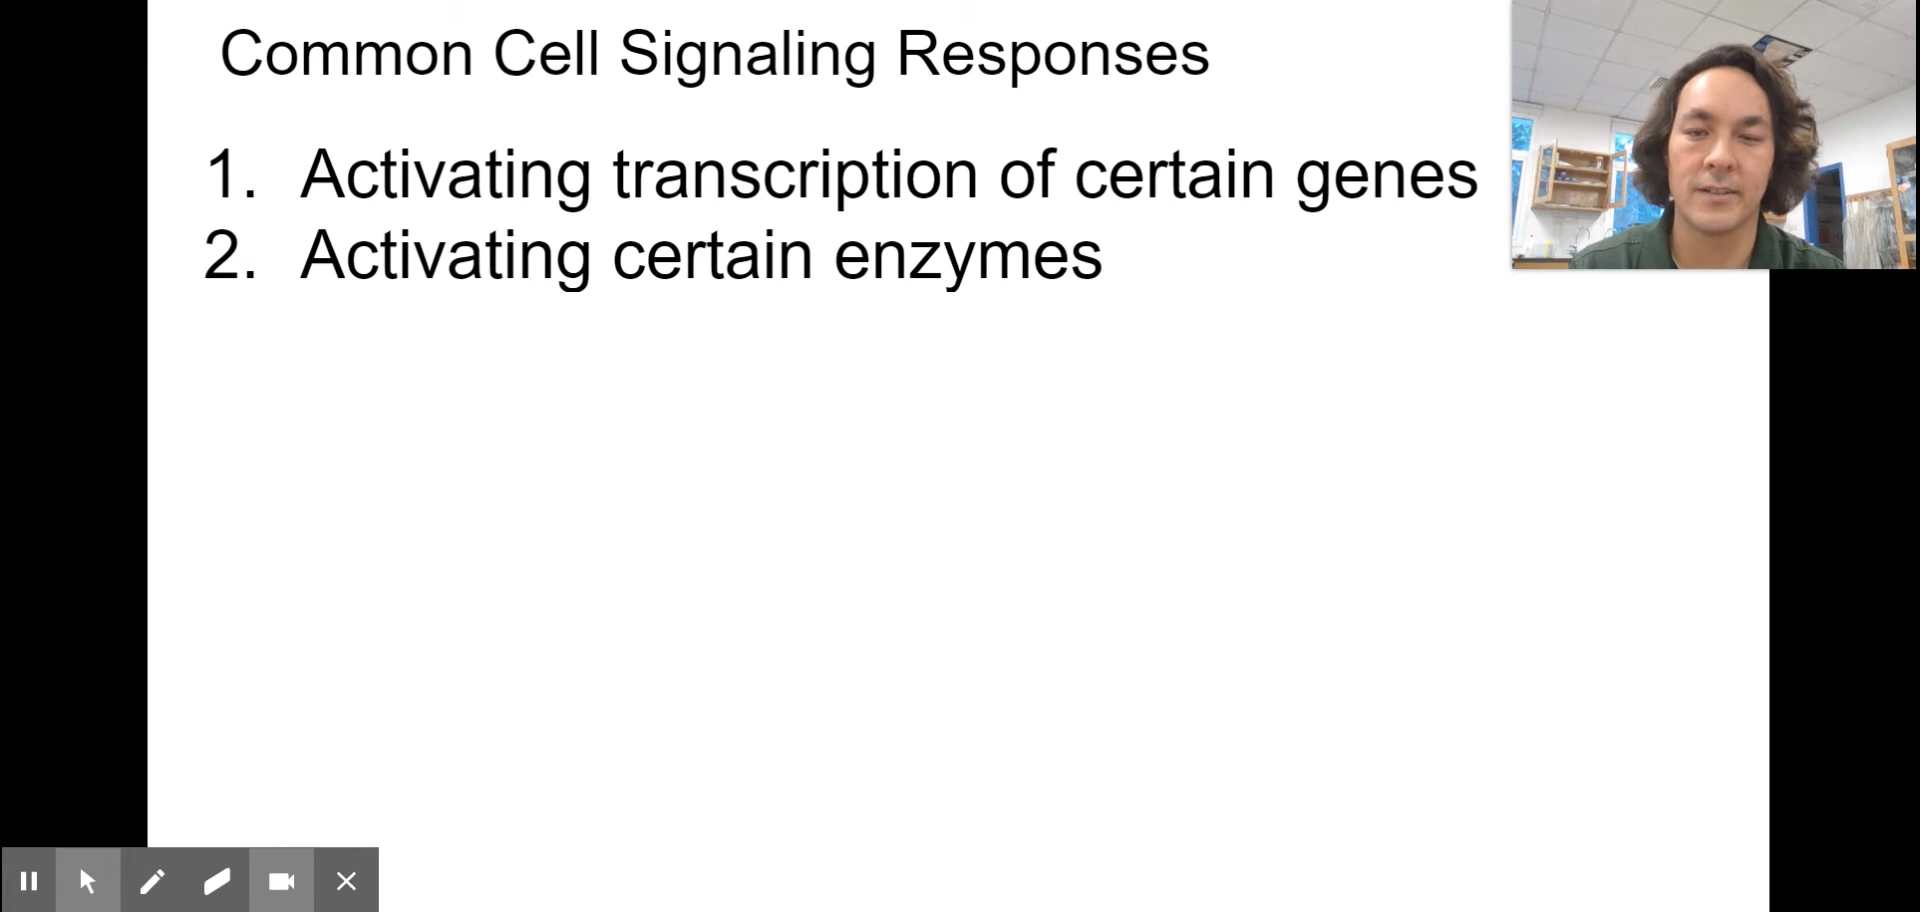 Common Cell Signaling Responses
1. Activating transcription of certain genes
2. Activating certain enzymes